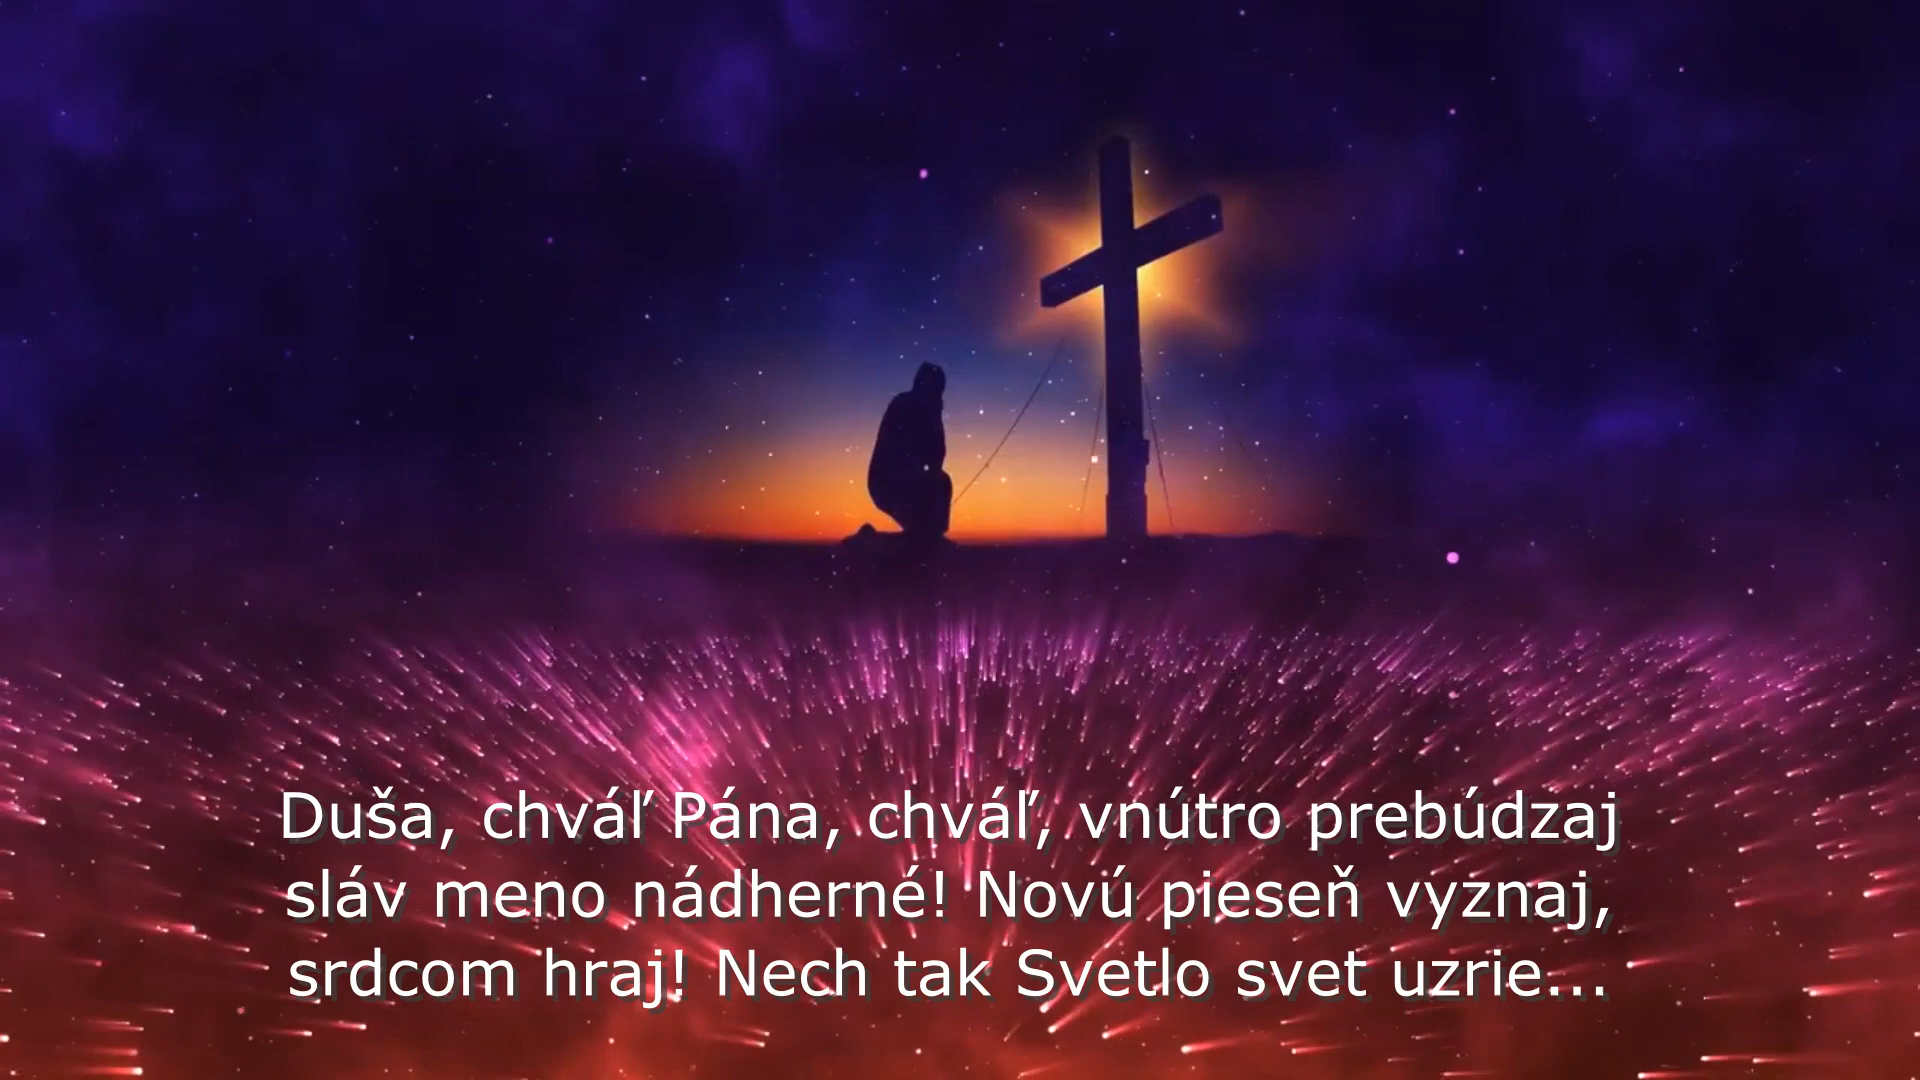 Duša, chváľ Pána, chváľ, vnútro prebúdzaj
sláv meno nádherné! Novú pieseň vyznaj,
srdcom hraj! Nech tak Svetlo svet uzrie...